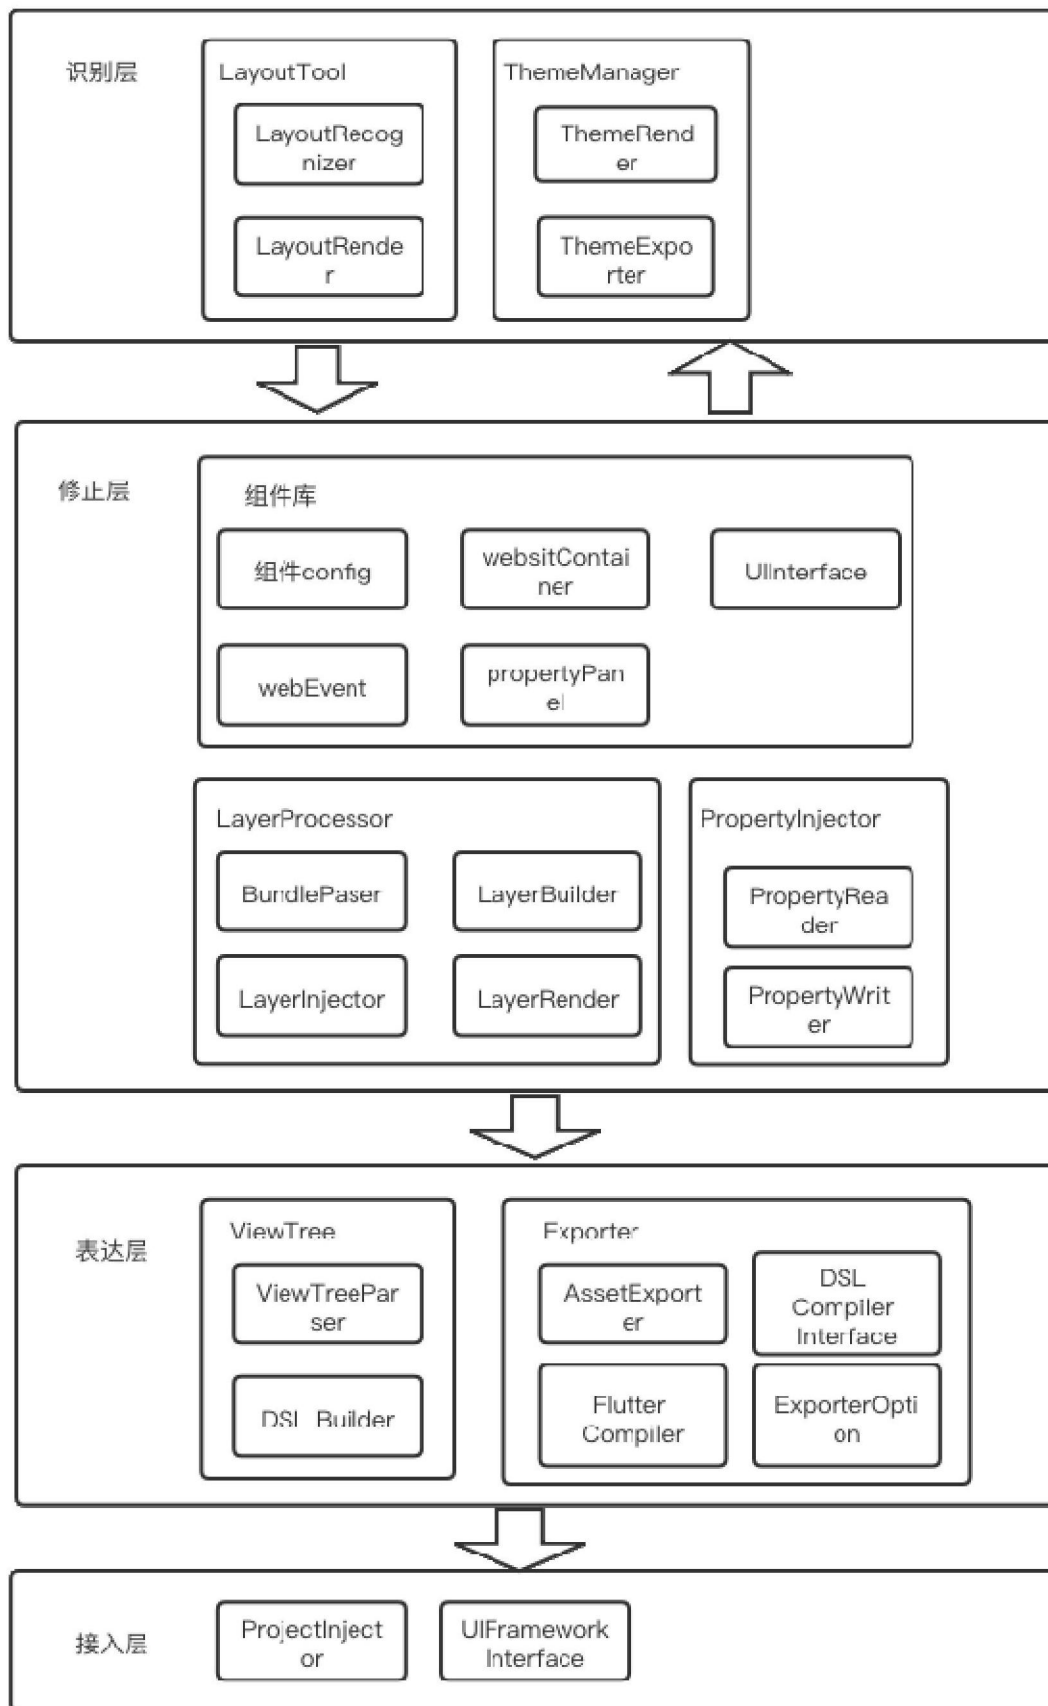 识别层
LayoutTool
LayoutRecog
nizer
LayoutRende
r
ThemeManager
ThemeRend
er
ThemeExpo
rter
修止层
组件库
组件config
websitContai
ner
UIInterface
webEvent
propertyPan
el
LayerProcessor
BundlePaser
LayerBuilder
LayerInjector
LayerRender
PropertyInjector
PropertyRea
der
PropertyWrit
er
表达层
ViewTree
ViewTreePar
ser
DSL Builder
Exporter
AssetExport
er
DSL
Compiler
Interface
Flutter
Compiler
ExporterOpti
on
接入层
ProjectInject
or
UIFramework
Interface